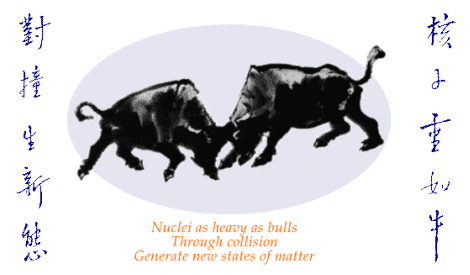 核子重如牛
對撞生新態
Nuclei as heavy as bulls
Through collision
Generate new states of matter